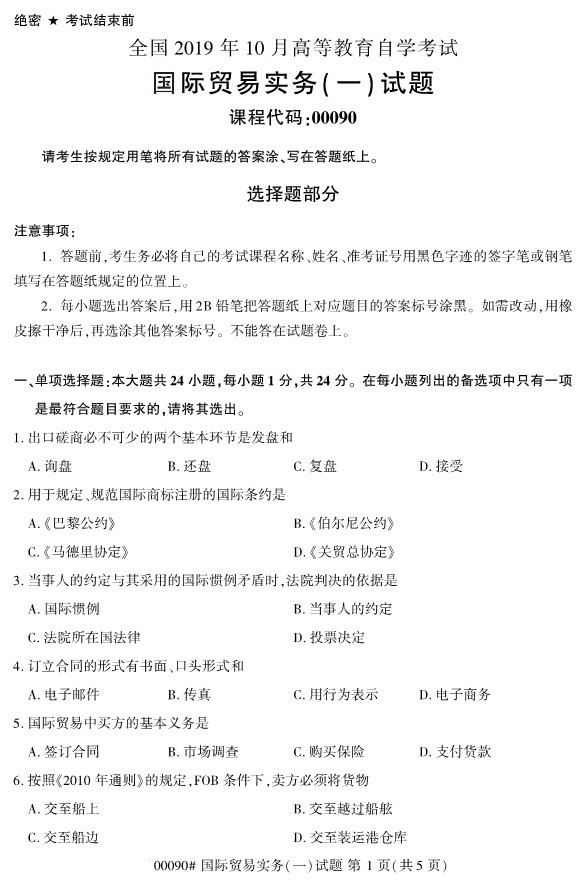 绝密 ★ 考试结束前
全国 2019 年 10 月高等教育自学考试
国际贸易实务(一)试题
课程代码:00090
请考生按规定用笔将所有试题的答案涂、写在答题纸上。
选择题部分
注意事项:
1. 答题前,考生务必将自己的考试课程名称、姓名、准考证号用黑色字迹的签字笔或钢笔
填写在答题纸规定的位置上。
2. 每小题选出答案后,用 2B 铅笔把答题纸上对应题目的答案标号涂黑。如需改动,用橡
皮擦干净后,再选涂其他答案标号。不能答在试题卷上。
一、单项选择题:本大题共 24 小题,每小题 1 分,共 24 分。在每小题列出的备选项中只有一项
是最符合题目要求的,请将其选出。
1. 出口磋商必不可少的两个基本环节是发盘和
A. 询盘 B. 还盘 C. 复盘 D. 接受
2. 用于规定、规范国际商标注册的国际条约是
A.《巴黎公约》 B.《伯尔尼公约》
C.《马德里协定》 D.《关贸总协定》
3. 当事人的约定与其采用的国际惯例矛盾时,法院判决的依据是
A. 国际惯例 B. 当事人的约定
C. 法院所在国法律 D. 投票决定
4. 订立合同的形式有书面、口头形式和
A. 电子邮件 B. 传真 C. 用行为表示 D. 电子商务
5. 国际贸易中买方的基本义务是
A. 签订合同 B. 市场调查 C. 购买保险 D. 支付货款
6. 按照《2010 年通则》的规定,FOB 条件下,卖方必须将货物
A. 交至船上 B. 交至越过船舷
C. 交至船边 D. 交至装运港仓库
00090# 国际贸易实务(一)试题 第 1 页(共 5 页)